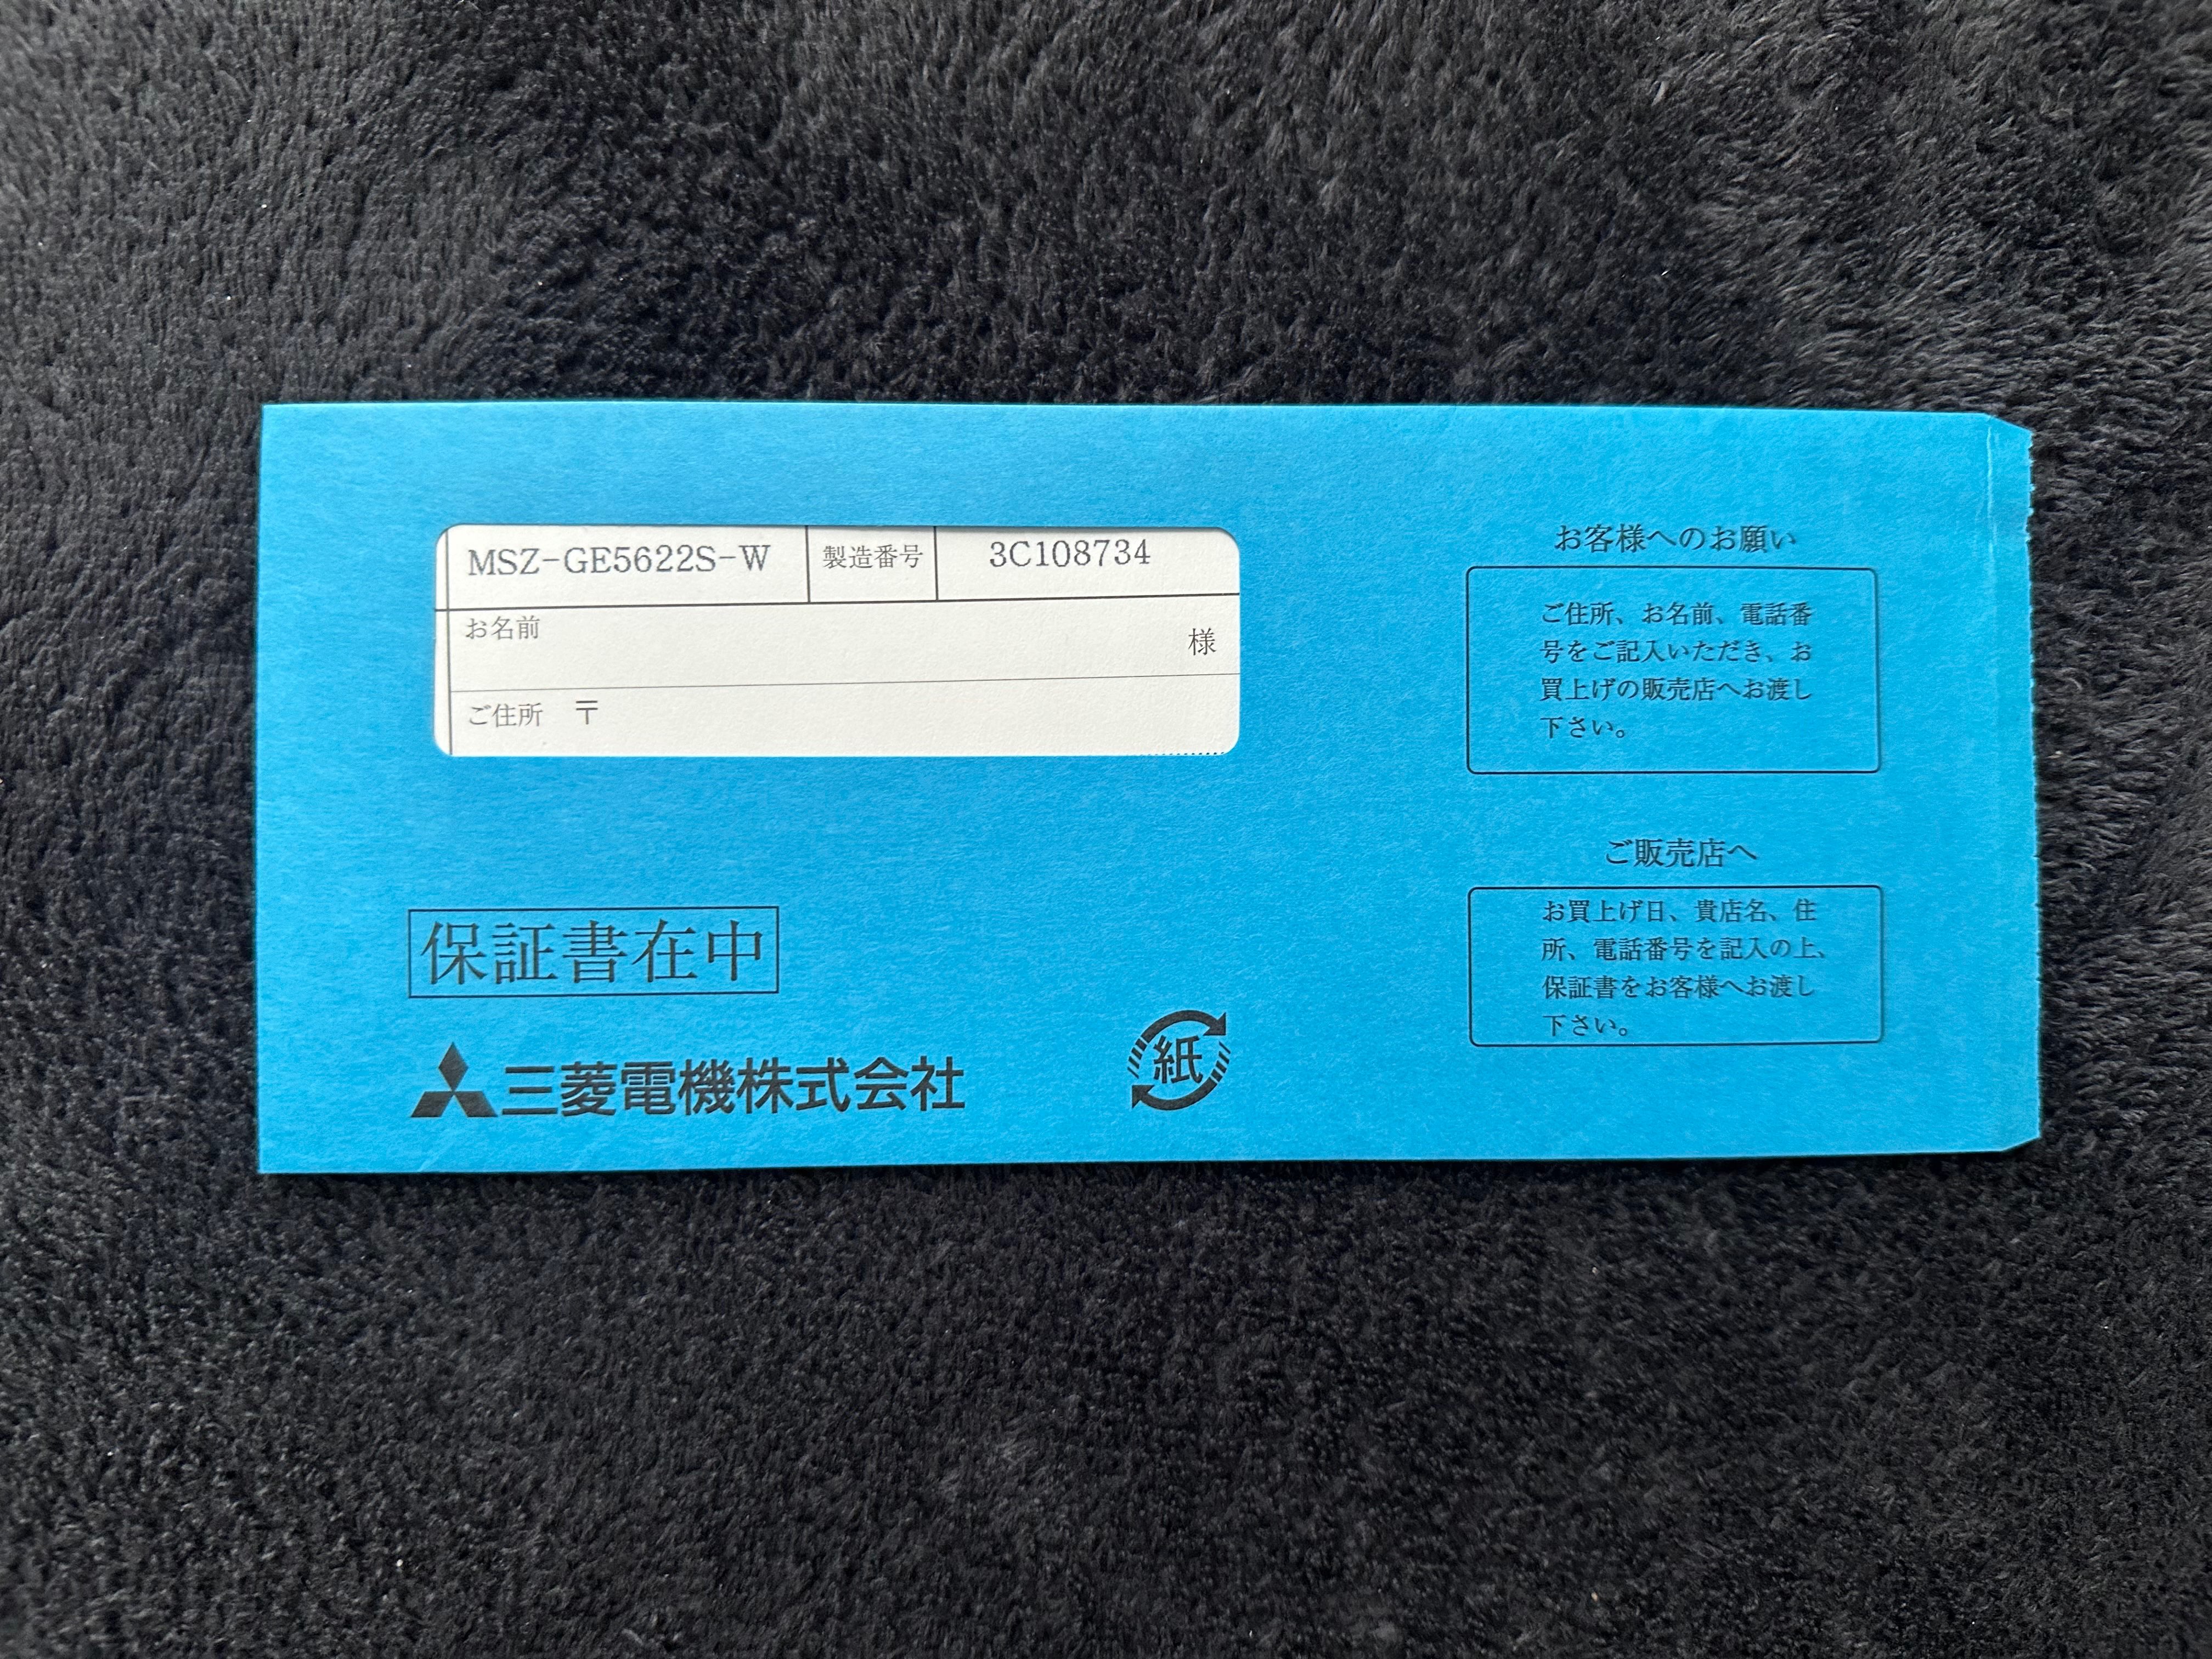 MSZ-GE5622S-W 製造番号 3C108734
お名前 様
ご住所 〒
保証書在中
三菱電機株式会社
紙
お客様へのお願い
ご住所、お名前、電話番
号をご記入いただき、お
買上げの販売店へお渡し
下さい。
ご販売店へ
お買上げ日、貴店名、住
所、電話番号を記入の上、
保証書をお客様へお渡し
下さい。